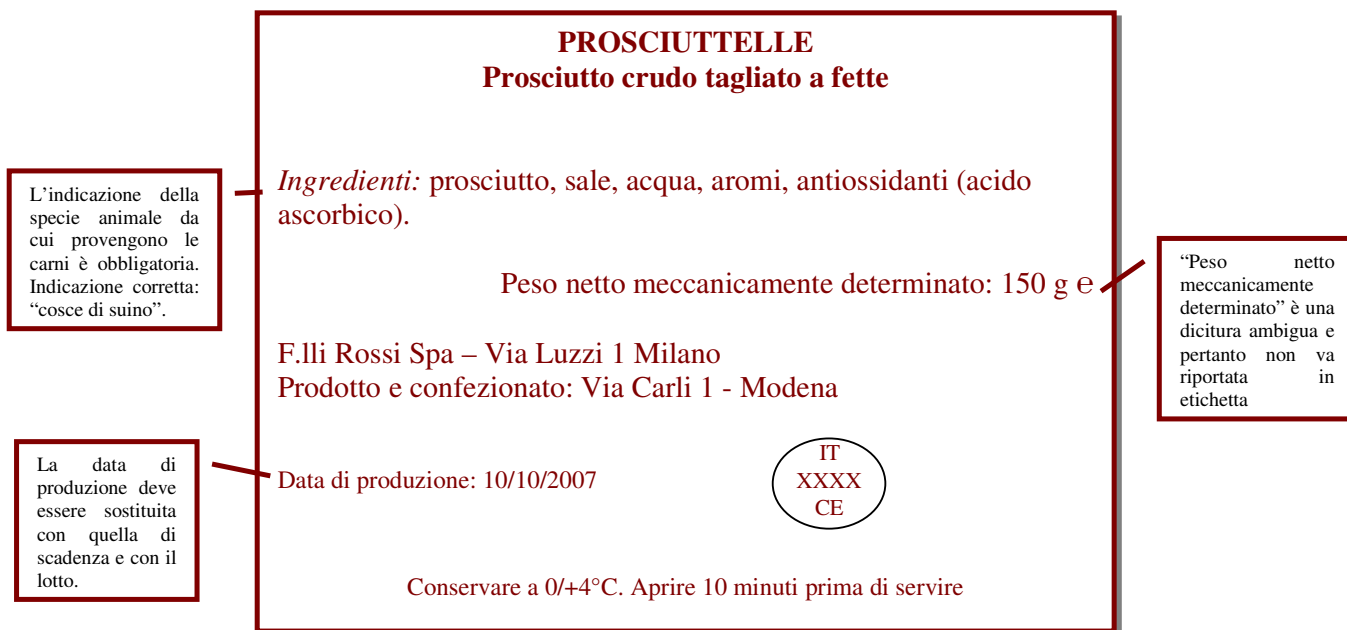 PROSCIUTTELLE
Prosciutto crudo tagliato a fette
L’indicazione della
specie animale da
cui provengono le
carni è obbligatoria.
Indicazione corretta:
“cosce di suino”.
Ingredienti: prosciutto, sale, acqua, aromi, antiossidanti (acido
ascorbico).
Peso netto meccanicamente determinato: 150 g ℮
“Peso netto
meccanicamente
determinato” è una
dicitura ambigua e
pertanto non va
riportata in
etichetta
F.lli Rossi Spa – Via Luzzi 1 Milano
Prodotto e confezionato: Via Carli 1 - Modena
La data di
produzione deve
essere sostituita
con quella di
scadenza e con il
lotto.
Data di produzione: 10/10/2007
IT
XXXX
CE
Conservare a 0/+4°C. Aprire 10 minuti prima di servire